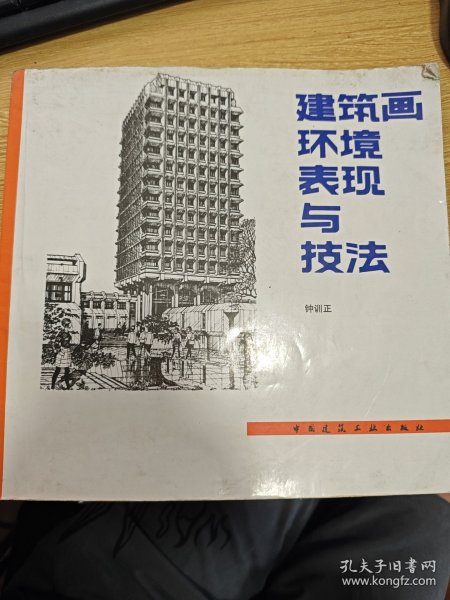 建筑画
环境
表现
与
技法
钟训正
中国建筑工业出版社
孔夫子旧书网
www.kongfz.com